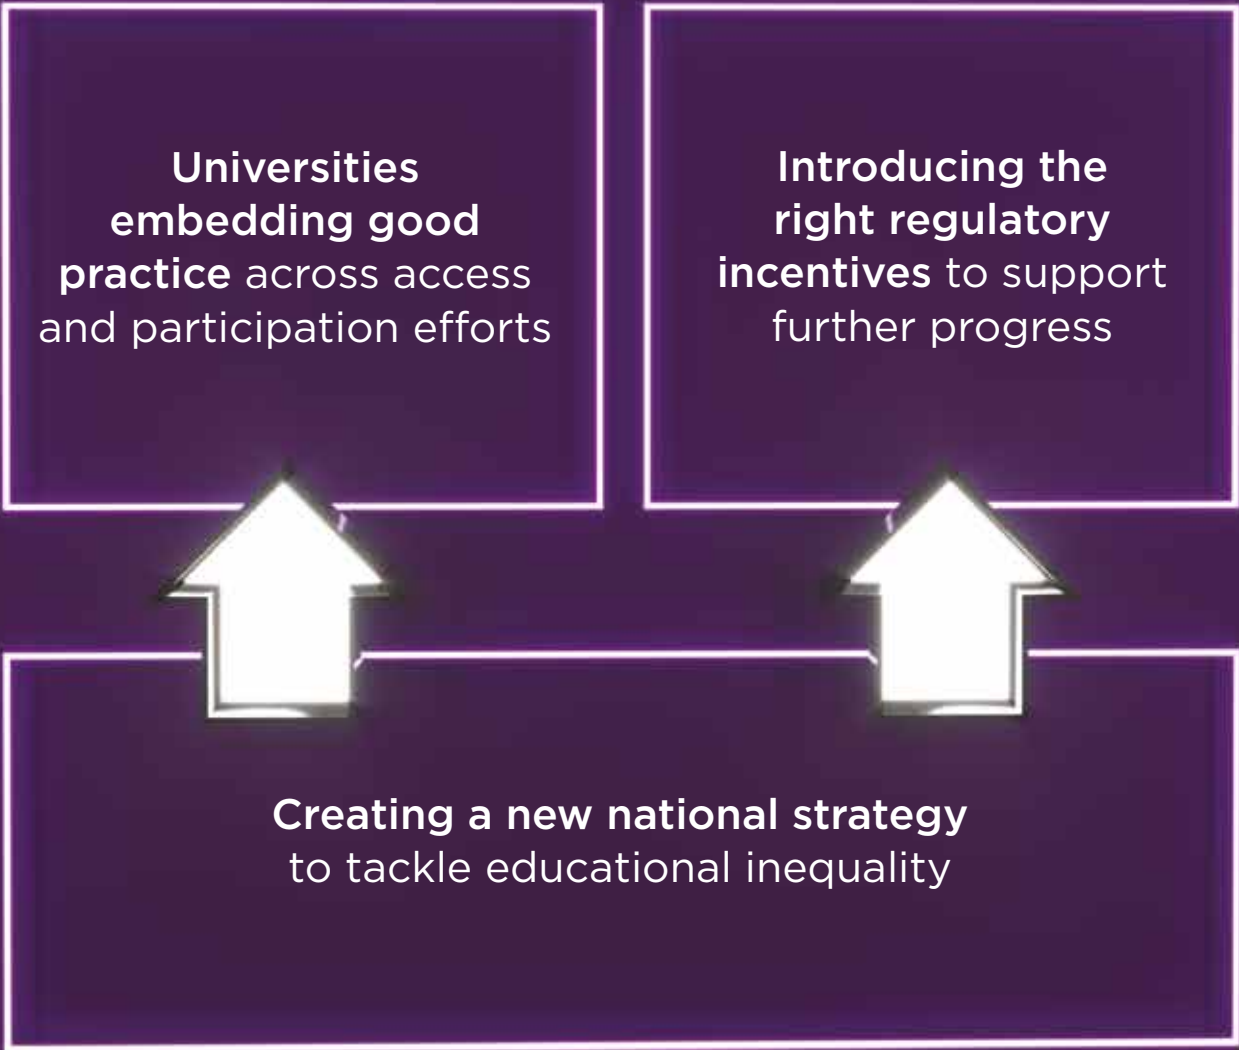 Universities
embedding good
practice across access
and participation efforts
Introducing the
right regulatory
incentives to support
further progress
Creating a new national strategy
to tackle educational inequality